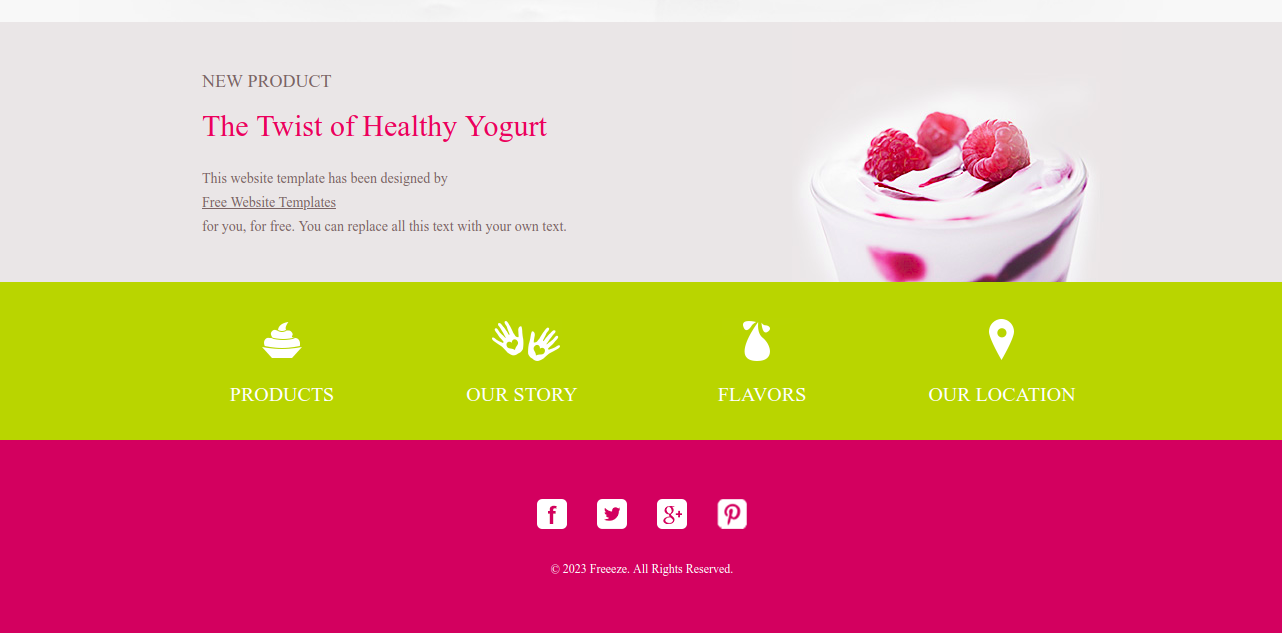 NEW PRODUCT
The Twist of Healthy Yogurt
This website template has been designed by
Free Website Templates
for you, for free. You can replace all this text with your own text.
PRODUCTS
OUR STORY
FLAVORS
OUR LOCATION
© 2023 Freeeze. All Rights Reserved.